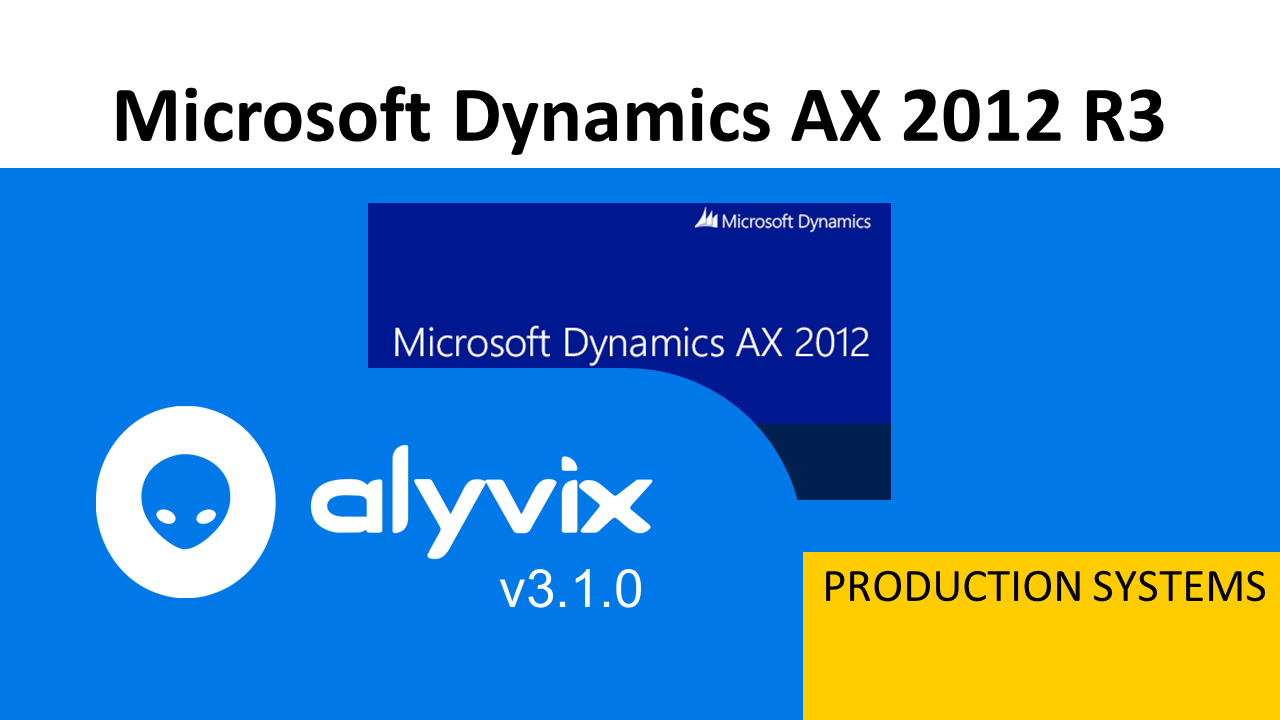 Microsoft Dynamics AX 2012 R3
Microsoft Dynamics
Microsoft Dynamics AX 2012
alyvix
v3.1.0
PRODUCTION SYSTEMS